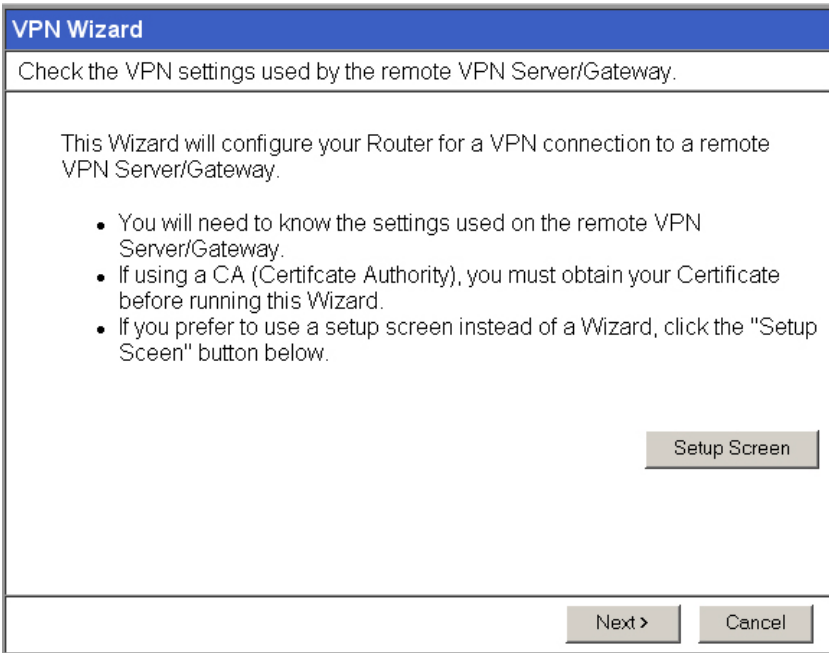 VPN Wizard
Check the VPN settings used by the remote VPN Server/Gateway.
This Wizard will configure your Router for a VPN connection to a remote
VPN Server/Gateway.
• You will need to know the settings used on the remote VPN
Server/Gateway.
• If using a CA (Certifcate Authority), you must obtain your Certificate
before running this Wizard.
• If you prefer to use a setup screen instead of a Wizard, click the "Setup
Sceen" button below.
Setup Screen
Next >
Cancel